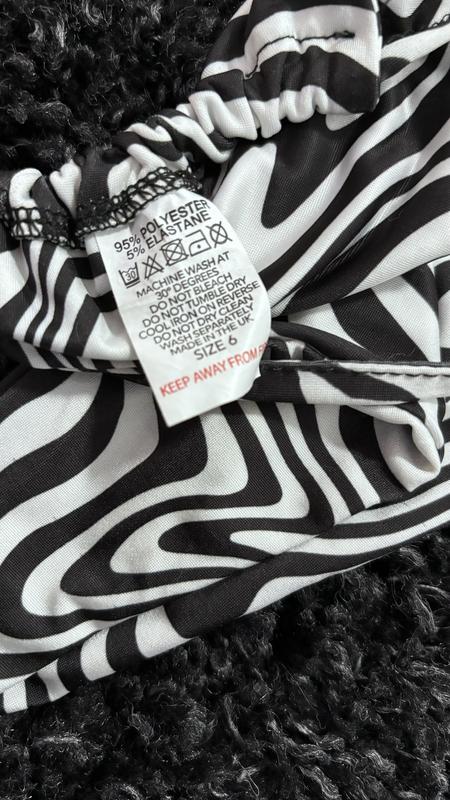 95% POLYESTER
5% ELASTANE
30
MACHINE WASH AT
30° DEGREES
DO NOT BLEACH
DO NOT TUMBLE DRY
COOL IRON ON REVERSE
DO NOT DRY CLEAN
WASH SEPARATELY
MADE IN THE UK.
SIZE 6
KEEP AWAY FROM